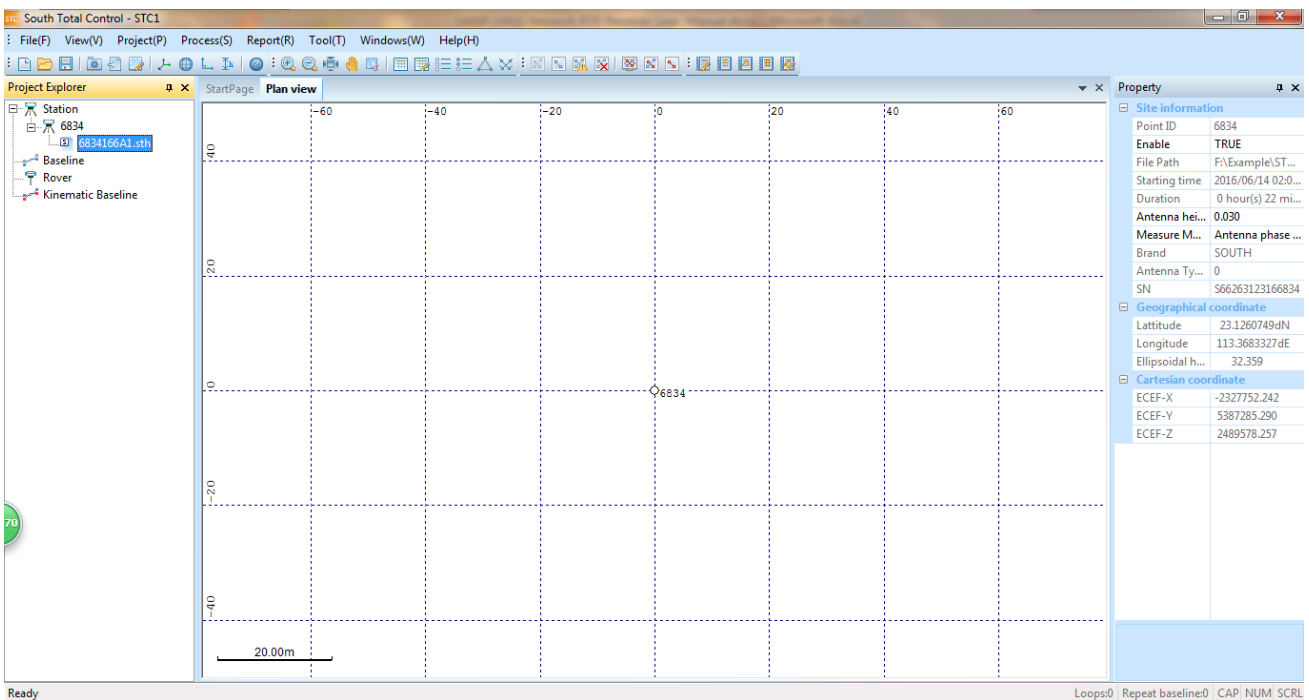 South Total Control - STC1
File(F) View(V) Project(P) Process(S) Report(R) Tool(T) Windows(W) Help(H)
Project Explorer
Station
6834
6834166A1.sth
Baseline
Rover
Kinematic Baseline
StartPage Plan view
-60 -40 -20 0 20 40 60
40
20
0
-20
-40
6834
20.00m
Property
Site information
Point ID 6834
Enable TRUE
File Path F:\Example\ST...
Starting time 2016/06/14 02:0...
Duration 0 hour(s) 22 mi...
Antenna hei... 0.030
Measure M... Antenna phase ...
Brand SOUTH
Antenna Ty... 0
SN S66263123166834
Geographical coordinate
Lattitude 23.1260749dN
Longitude 113.3683327dE
Ellipsoidal h... 32.359
Cartesian coordinate
ECEF-X -2327752.242
ECEF-Y 5387285.290
ECEF-Z 2489578.257
70
Ready
Loops:0 Repeat baseline:0 CAP NUM SCRL